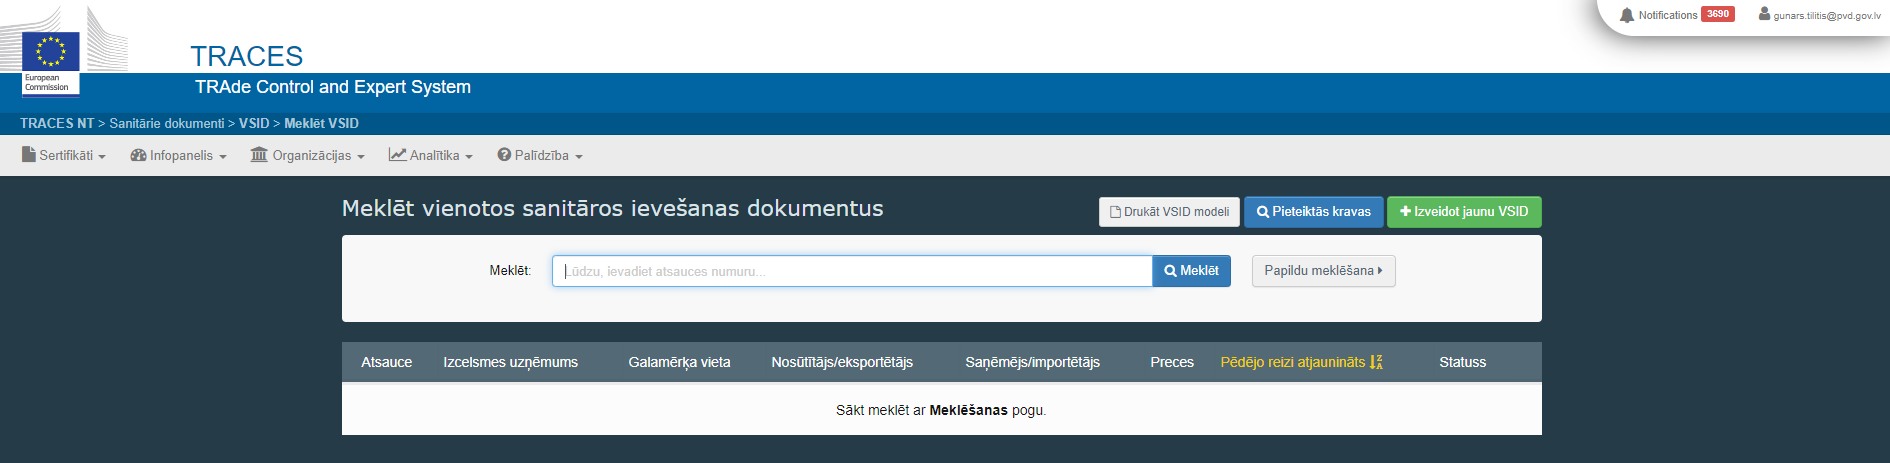 Notifications 3690 gunars.tilitis@pvd.gov.lv
European
Commission
TRACES
TRAde Control and Expert System
TRACES NT > Sanitārie dokumenti > VSID > Meklēt VSID
Sertifikāti Infopanelis Organizācijas Analītika Palīdzība
Meklēt vienotos sanitāros ievešanas dokumentus
Drukāt VSID modeli Pieteiktās kravas Izveidot jaunu VSID
Meklēt: Lūdzu, ievadiet atsauces numuru... Meklēt Papildu meklēšana
Atsauce Izcelsmes uzņēmums Galamērķa vieta Nosūtītājs/eksportētājs Saņēmējs/importētājs Preces Pēdējo reizi atjaunināts Statuss
Sākt meklēt ar Meklēšanas pogu.